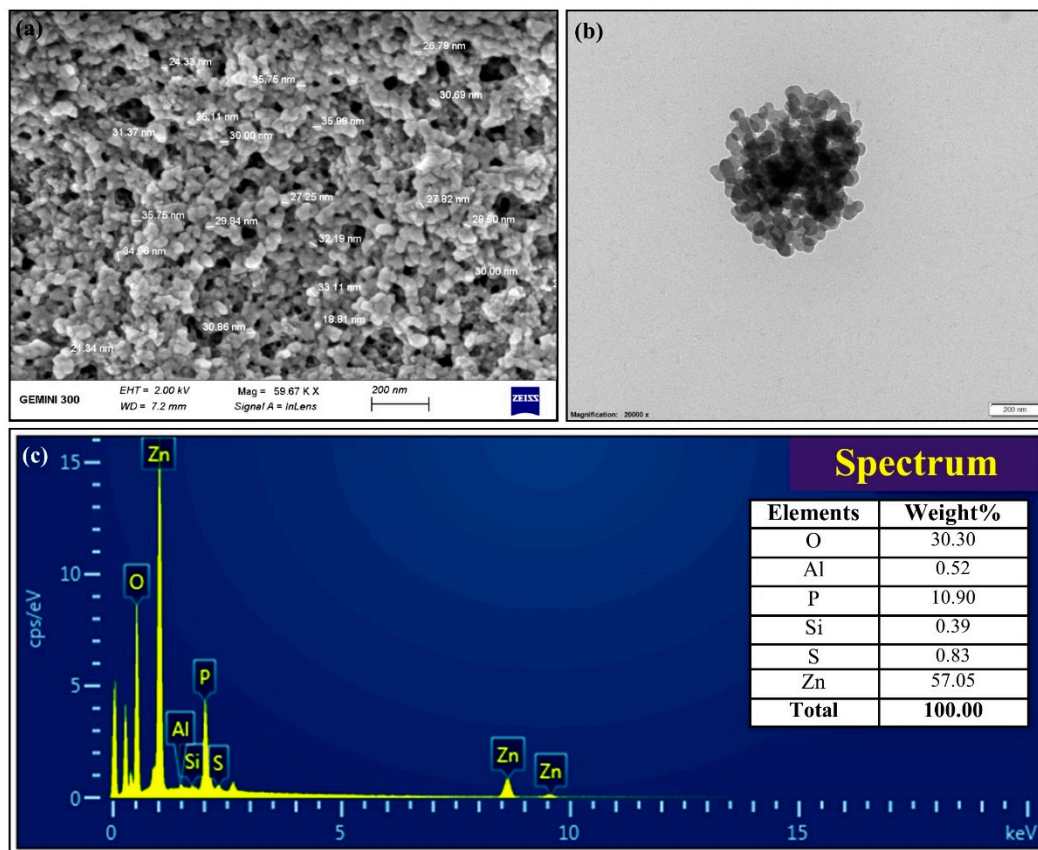 (a)
26.79 nm
24.33 nm
35.75 nm
30.69 nm
25.11 nm
35.99 nm
31.37 nm
30.00 nm
27.25 nm
27.82 nm
35.75 nm
29.94 nm
28.50 nm
32.19 nm
34.96 nm
30.00 nm
33.11 nm
18.81 nm
30.86 nm
21.34 nm
GEMINI 300
EHT = 2.00 kV
Mag = 59.67 K X
200 nm
WD = 7.2 mm
Signal A = InLens
ZEISS
(b)
Magnification: 20000 x
200 nm
(c)
Spectrum
Elements Weight%
O 30.30
Al 0.52
P 10.90
Si 0.39
S 0.83
Zn 57.05
Total 100.00
cps/eV
15
10
5
0
Zn
O
P
Al
Si
S
Zn
Zn
0 5 10 15 keV